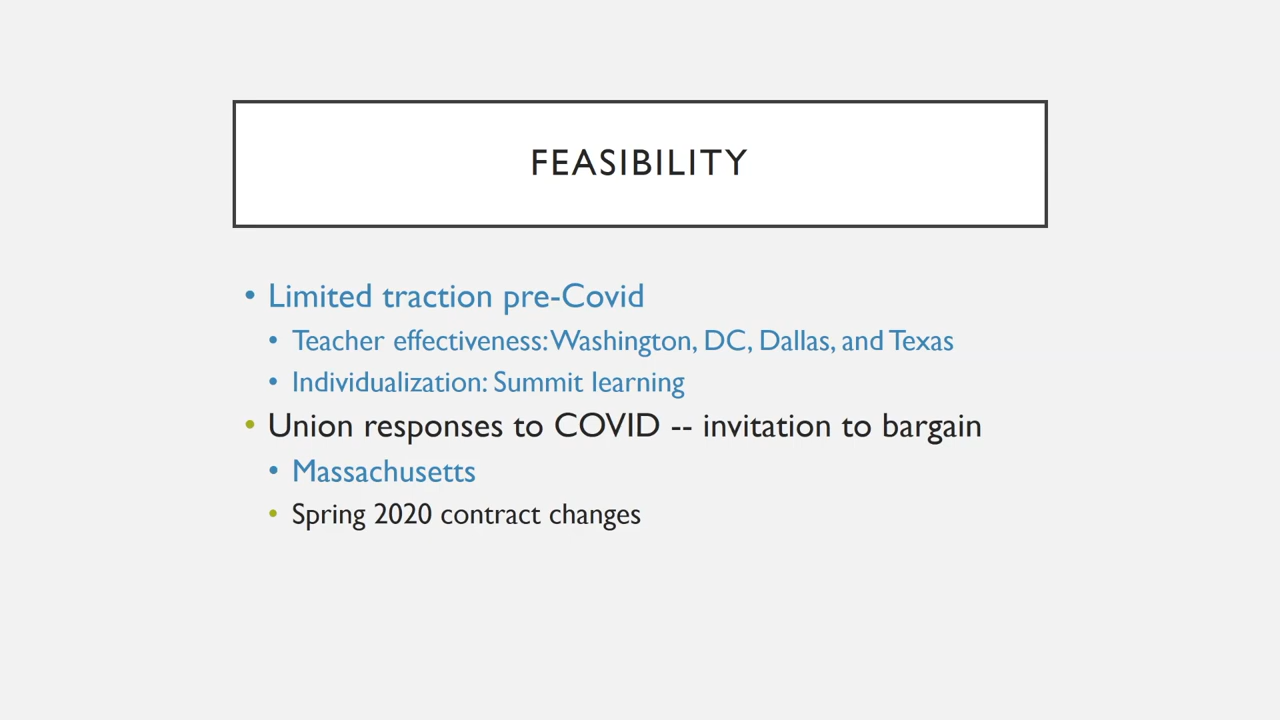 FEASIBILITY
• Limited traction pre-Covid
• Teacher effectiveness: Washington, DC, Dallas, and Texas
• Individualization: Summit learning
• Union responses to COVID -- invitation to bargain
• Massachusetts
• Spring 2020 contract changes